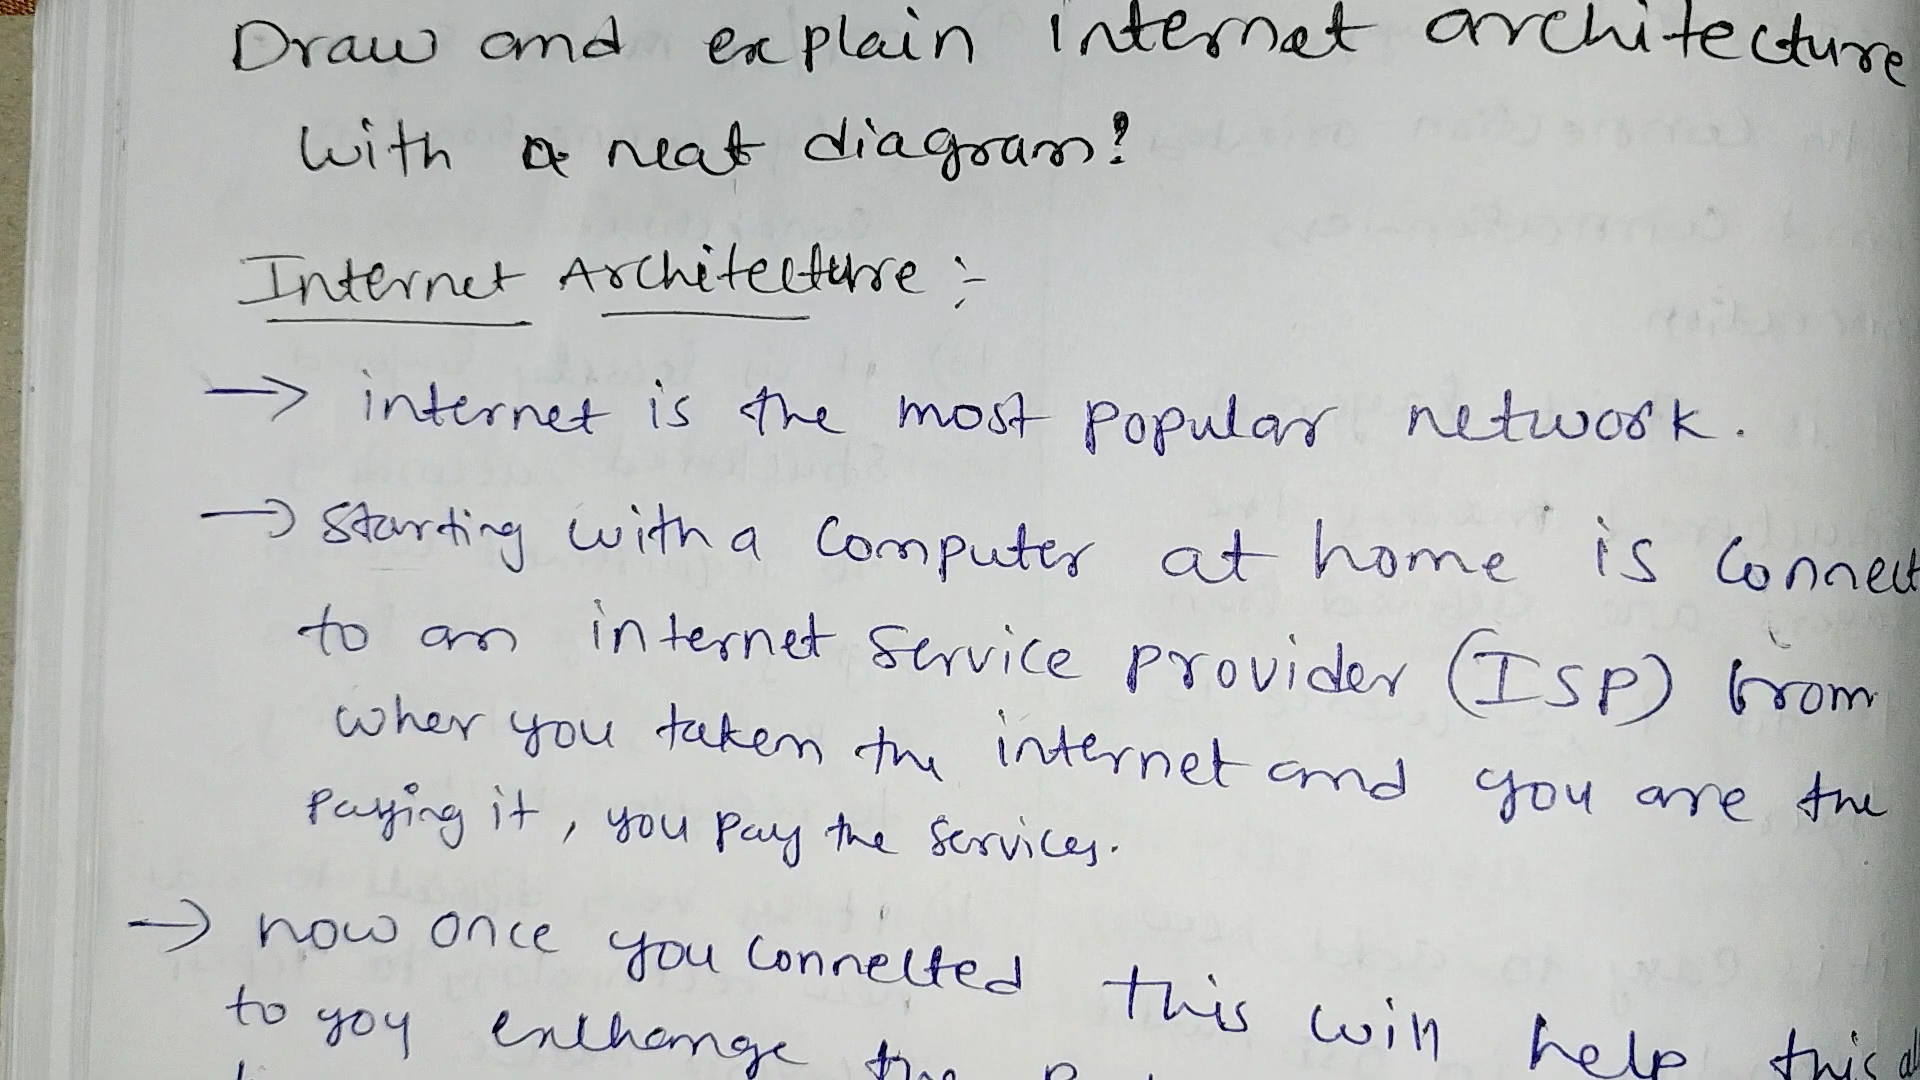 Draw and explain internet architecture
with a neat diagram?
Internet Architecture :-
→ internet is the most popular network.
→ starting with a computer at home is connect
to an internet service provider (ISP) from
wher you taken the internet and you are the
paying it, you pay the services.
→ now once you connected this will help this
to you exchange the